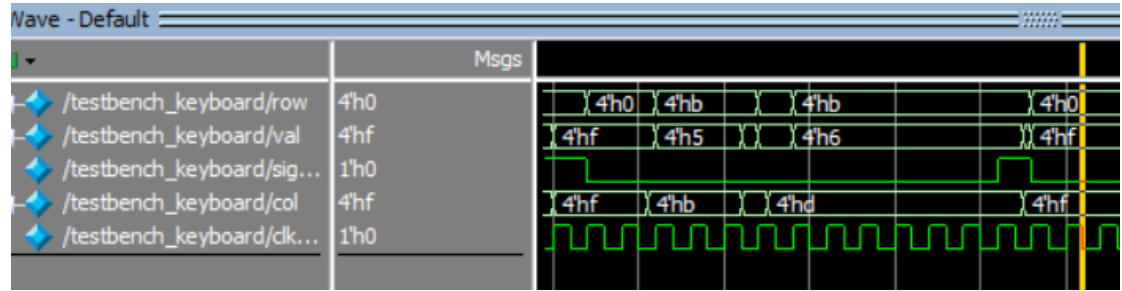 Wave - Default
Msgs
/testbench_keyboard/row 4'h0 4'h0 4'hb 4'hb 4'h0
/testbench_keyboard/val 4'hf 4'hf 4'h5 4'h6 4'hf
/testbench_keyboard/sig... 1'h0
/testbench_keyboard/col 4'hf 4'hf 4'hb 4'hd 4'hf
/testbench_keyboard/clk... 1'h0